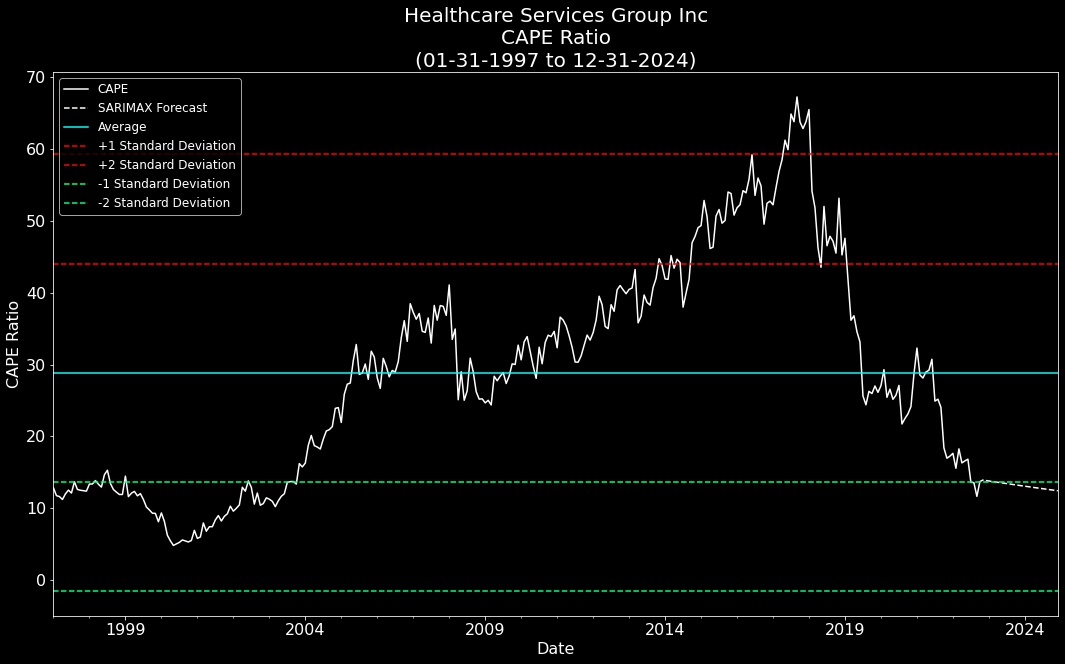 Healthcare Services Group Inc
CAPE Ratio
(01-31-1997 to 12-31-2024)
CAPE
SARIMAX Forecast
Average
+1 Standard Deviation
+2 Standard Deviation
-1 Standard Deviation
-2 Standard Deviation
70
60
50
40
30
20
10
0
CAPE Ratio
1999
2004
2009
2014
2019
2024
Date